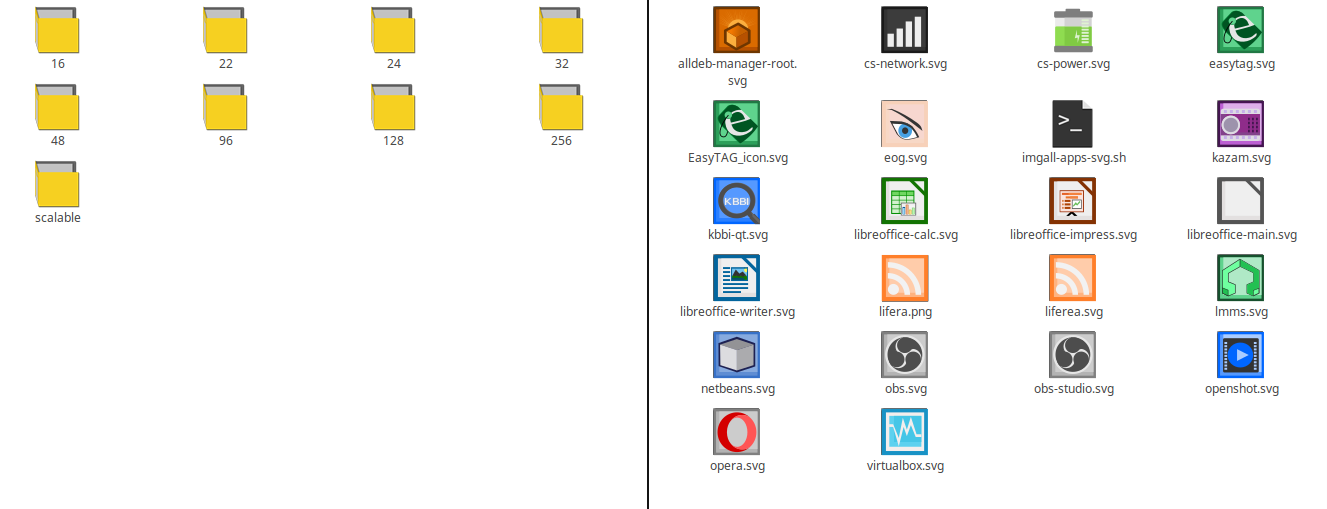 16
22
24
32
48
96
128
256
scalable
alldeb-manager-root.
svg
cs-network.svg
cs-power.svg
easytag.svg
EasyTAG_icon.svg
eog.svg
>_
imgall-apps-svg.sh
kazam.svg
KBBI
kbbi-qt.svg
libreoffice-calc.svg
libreoffice-impress.svg
libreoffice-main.svg
libreoffice-writer.svg
lifera.png
liferea.svg
lmms.svg
netbeans.svg
obs.svg
obs-studio.svg
openshot.svg
opera.svg
virtualbox.svg